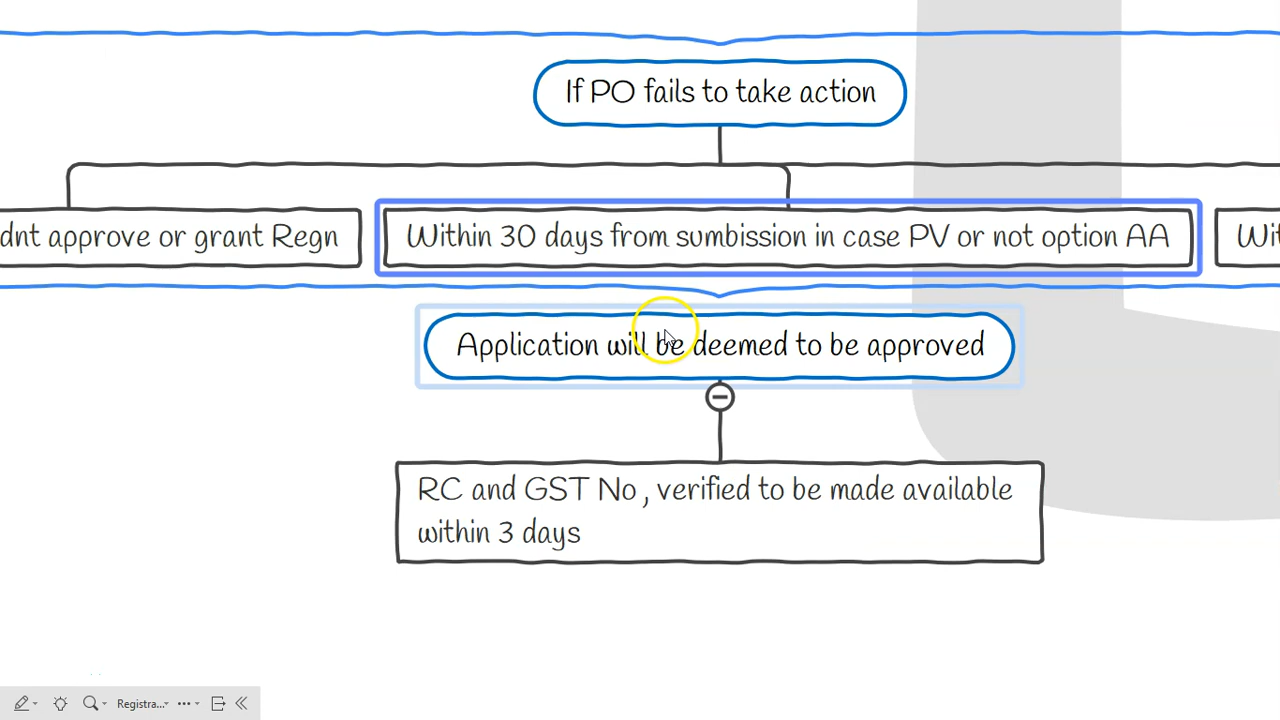 If PO fails to take action
dnt approve or grant Regn
Within 30 days from sumbission in case PV or not option AA
Wit
Application will be deemed to be approved
RC and GST No , verified to be made available
within 3 days
Registra...